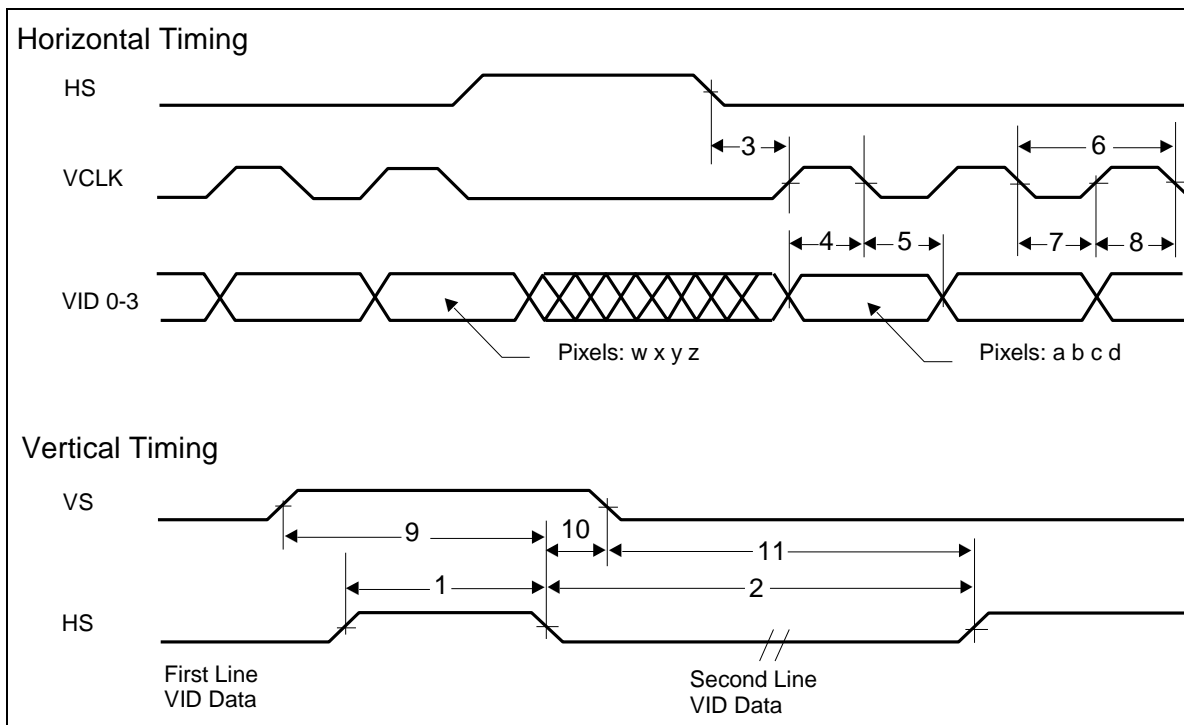 Horizontal Timing
HS
3
6
VCLK
4
5
7
8
VID 0-3
Pixels: w x y z
Pixels: a b c d
Vertical Timing
VS
9
10
11
1
2
HS
First Line
VID Data
Second Line
VID Data